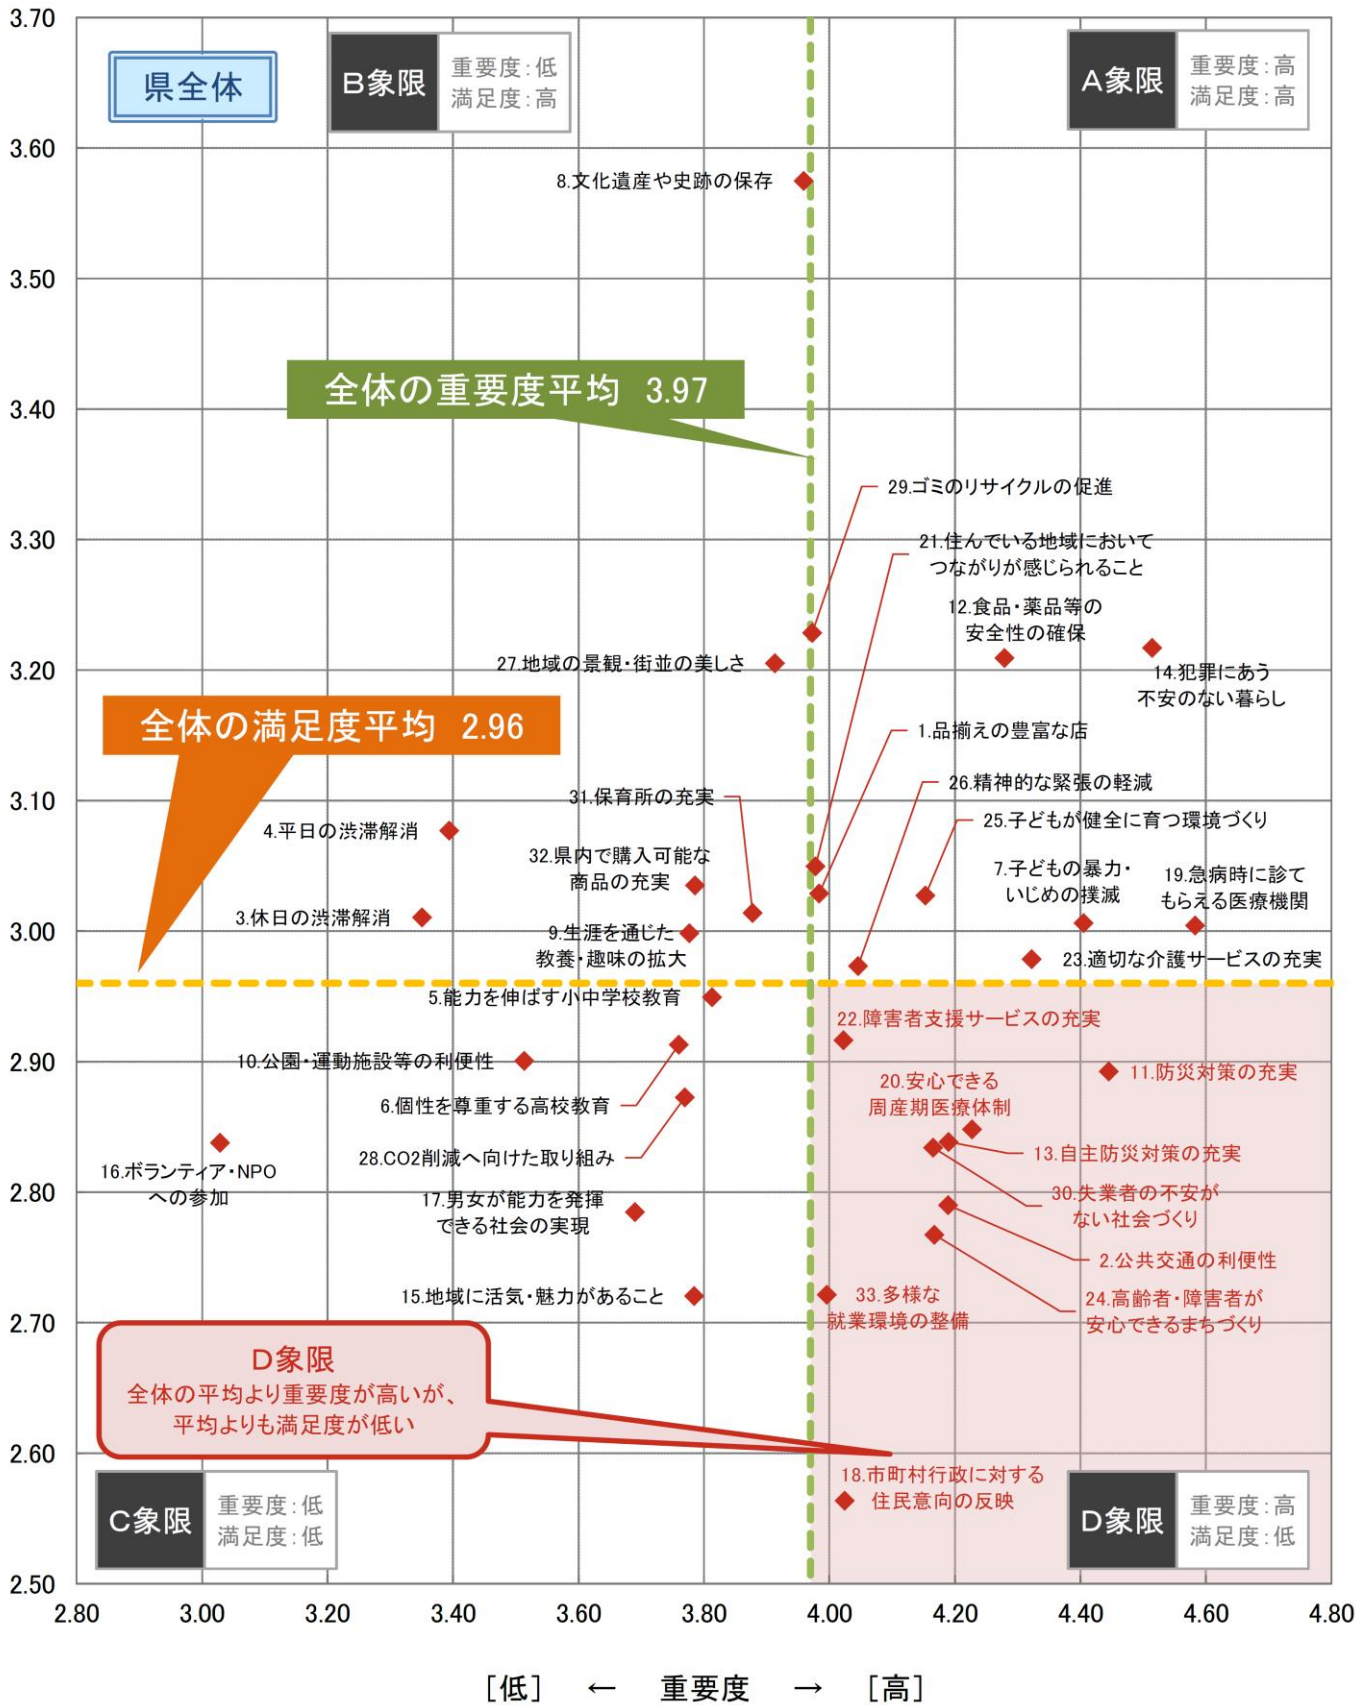 3.70
3.60
3.50
3.40
3.30
3.20
3.10
3.00
2.90
2.80
2.70
2.60
2.50
県全体
B象限
重要度:低
満足度:高
A象限
重要度:高
満足度:高
8.文化遺産や史跡の保存
全体の重要度平均 3.97
29.ゴミのリサイクルの促進
21.住んでいる地域において
つながりが感じられること
12.食品・薬品等の
安全性の確保
27.地域の景観・街並の美しさ
14.犯罪にあう
不安のない暮らし
全体の満足度平均 2.96
1.品揃えの豊富な店
26.精神的な緊張の軽減
31.保育所の充実
25.子どもが健全に育つ環境づくり
4.平日の渋滞解消
32.県内で購入可能な
商品の充実
7.子どもの暴力・
いじめの撲滅
19.急病時に診て
もらえる医療機関
3.休日の渋滞解消
9.生涯を通じた
教養・趣味の拡大
23.適切な介護サービスの充実
5.能力を伸ばす小中学校教育
22.障害者支援サービスの充実
10.公園・運動施設等の利便性
11.防災対策の充実
20.安心できる
周産期医療体制
6.個性を尊重する高校教育
13.自主防災対策の充実
28.CO2削減へ向けた取り組み
16.ボランティア・NPO
への参加
17.男女が能力を発揮
できる社会の実現
30.失業者の不安が
ない社会づくり
2.公共交通の利便性
15.地域に活気・魅力があること
33.多様な
就業環境の整備
24.高齢者・障害者が
安心できるまちづくり
D象限
全体の平均より重要度が高いが、
平均よりも満足度が低い
18.市町村行政に対する
住民意向の反映
C象限
重要度:低
満足度:低
D象限
重要度:高
満足度:低
2.80 3.00 3.20 3.40 3.60 3.80 4.00 4.20 4.40 4.60 4.80
[低] ← 重要度 → [高]